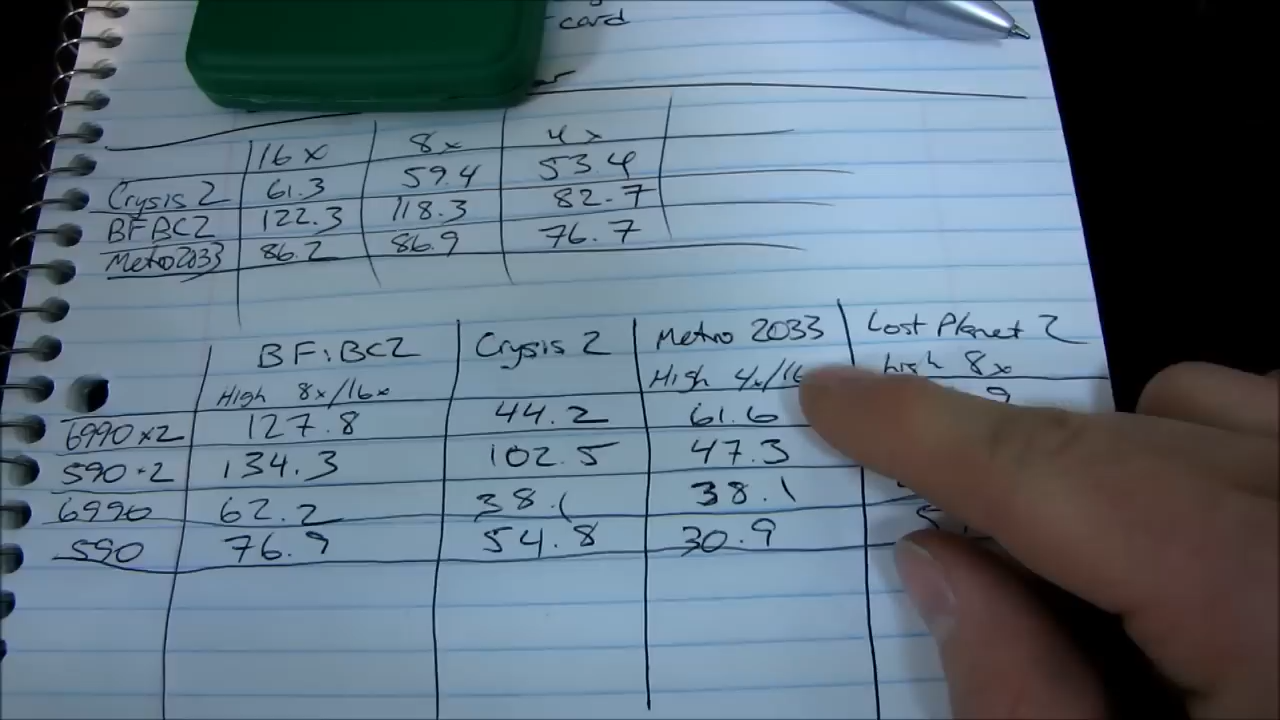 card
16x 8x 4x
Crysis 2 61.3 59.4 53.4
BFBC2 122.3 118.3 82.7
Metro2033 86.2 86.9 76.7
BF:BC2 Crysis 2 Metro 2033 Lost Planet 2
High 8x/16x High 4x/16 high 8x
6990x2 127.8 44.2 61.6 9
590x2 134.3 102.5 47.3
6990 62.2 38.1 38.1
590 76.9 54.8 30.9 5